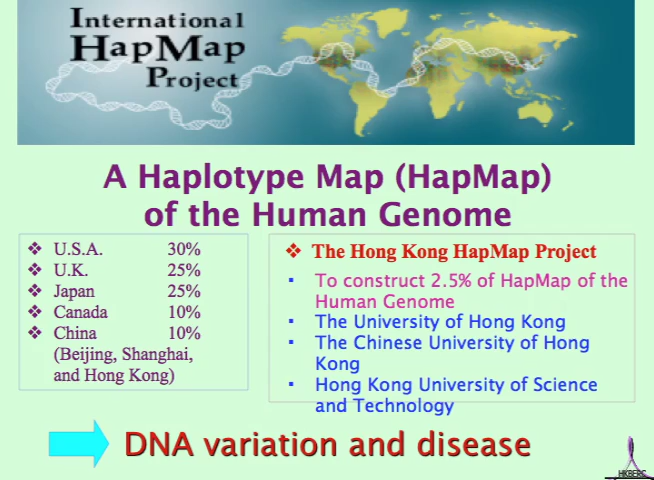 International
HapMap
Project
A Haplotype Map (HapMap)
of the Human Genome
❖ U.S.A. 30%
❖ U.K. 25%
❖ Japan 25%
❖ Canada 10%
❖ China 10%
(Beijing, Shanghai,
and Hong Kong)
❖ The Hong Kong HapMap Project
▪ To construct 2.5% of HapMap of the
Human Genome
▪ The University of Hong Kong
▪ The Chinese University of Hong
Kong
▪ Hong Kong University of Science
and Technology
DNA variation and disease
HKBERC